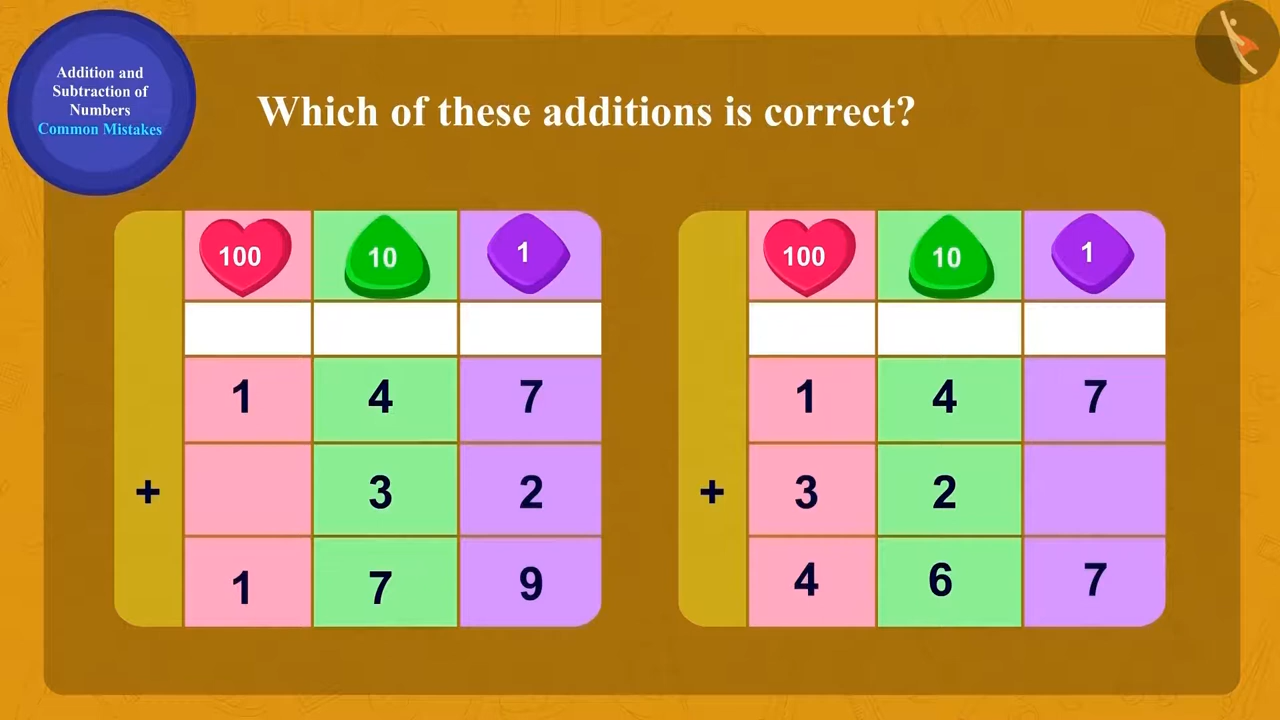 Addition and
Subtraction of
Numbers
Common Mistakes
Which of these additions is correct?
100 10 1
1 4 7
+ 3 2
1 7 9
100 10 1
1 4 7
+ 3 2
4 6 7